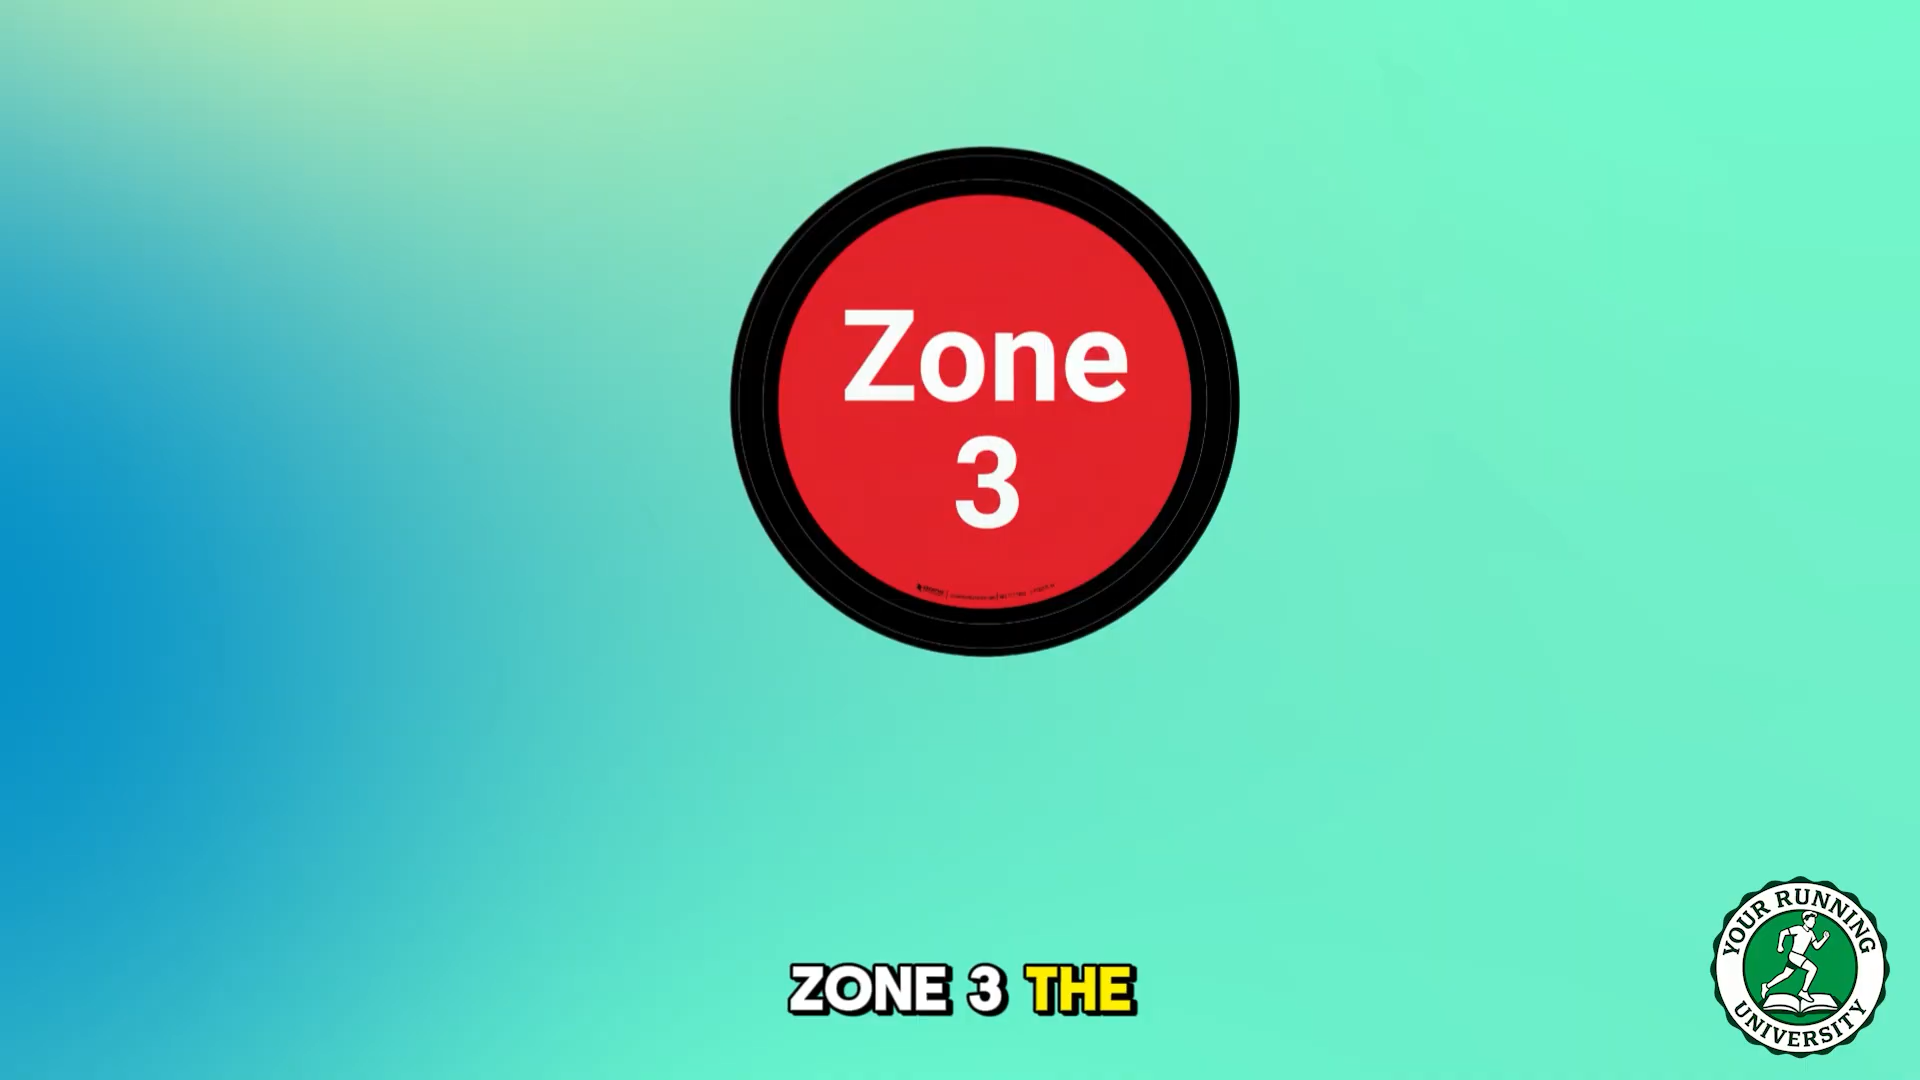 Zone
3
ZONE 3 THE
YOUR RUNNING
UNIVERSITY